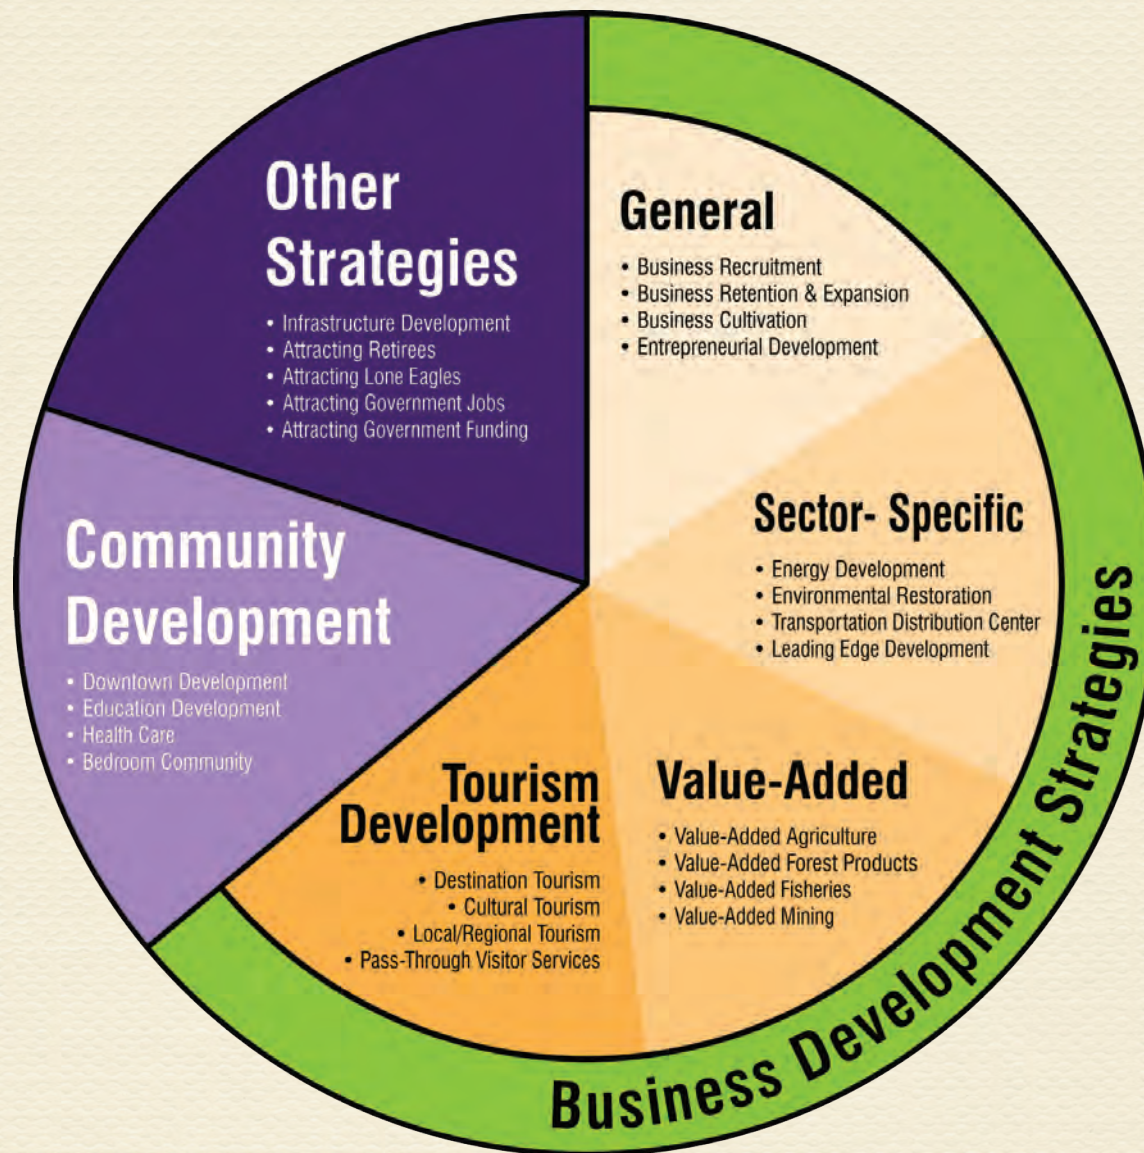 Other
Strategies
• Infrastructure Development
• Attracting Retirees
• Attracting Lone Eagles
• Attracting Government Jobs
• Attracting Government Funding
General
• Business Recruitment
• Business Retention & Expansion
• Business Cultivation
• Entrepreneurial Development
Sector- Specific
• Energy Development
• Environmental Restoration
• Transportation Distribution Center
• Leading Edge Development
Value-Added
• Value-Added Agriculture
• Value-Added Forest Products
• Value-Added Fisheries
• Value-Added Mining
Tourism
Development
• Destination Tourism
• Cultural Tourism
• Local/Regional Tourism
• Pass-Through Visitor Services
Community
Development
• Downtown Development
• Education Development
• Health Care
• Bedroom Community
Business Development Strategies